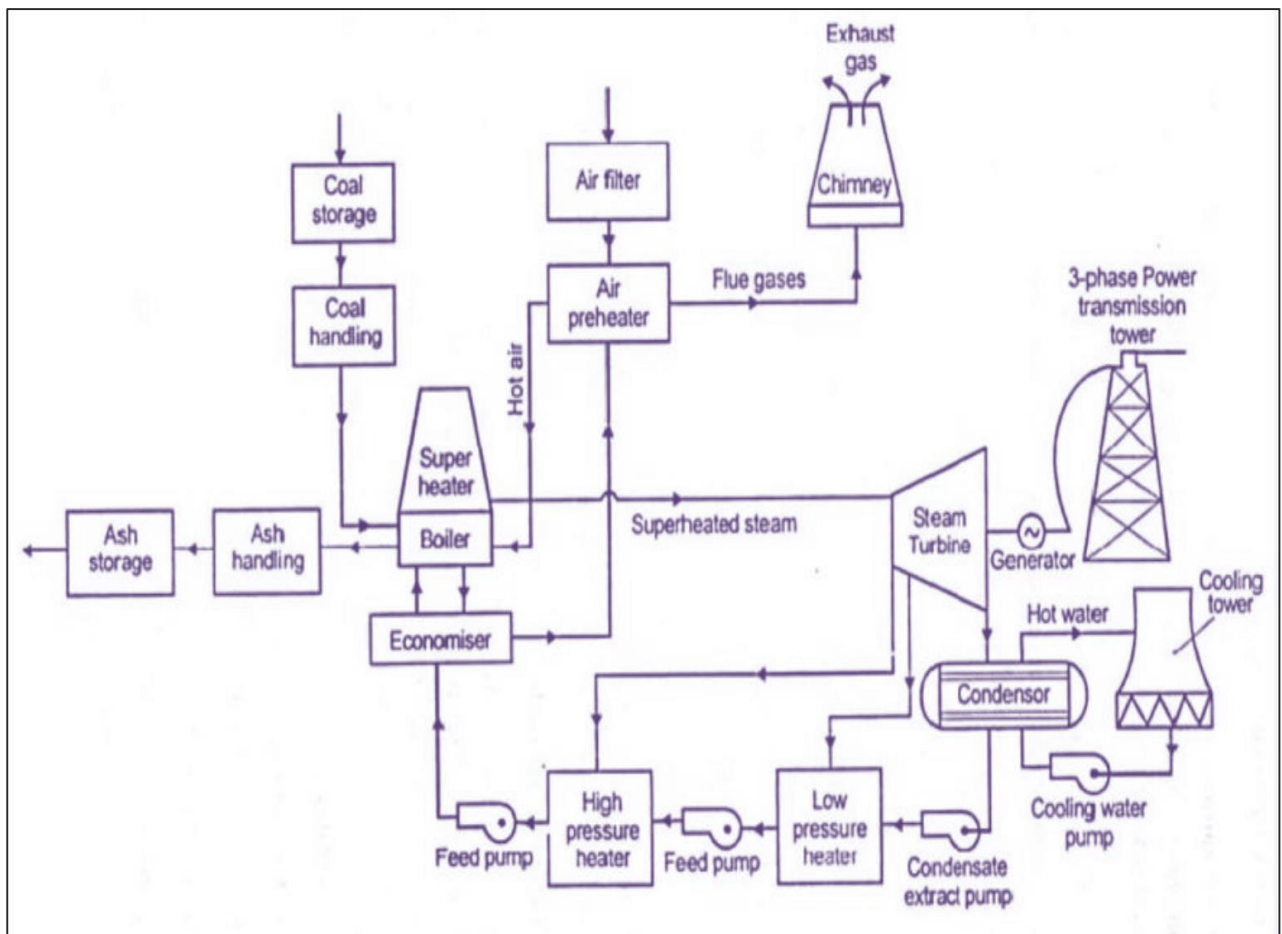 Exhaust
gas
Chimney
Air filter
Coal
storage
Air
preheater
Flue gases
3-phase Power
transmission
tower
Coal
handling
Hot air
Super
heater
Superheated steam
Steam
Turbine
Generator
Boiler
Ash
handling
Ash
storage
Cooling
tower
Hot water
Economiser
Condensor
High
pressure
heater
Low
pressure
heater
Cooling water
pump
Feed pump
Feed pump
Condensate
extract pump